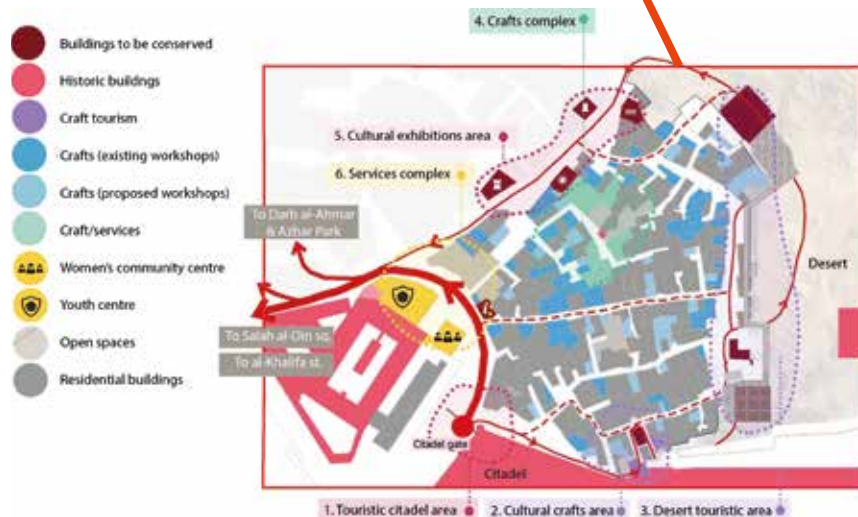 4. Crafts complex
Buildings to be conserved
Historic buildngs
Craft tourism
Crafts (existing workshops)
Crafts (proposed workshops)
Craft/services
Women's community centre
Youth centre
Open spaces
Residential buildings
5. Cultural exhibitions area
6. Services complex
To Darb al-Ahmar
& Azhar Park
Desert
To Salah al-Din sq.
To al-Khalifa st.
Citadel gate
Citadel
1. Touristic citadel area
2. Cultural crafts area
3. Desert touristic area